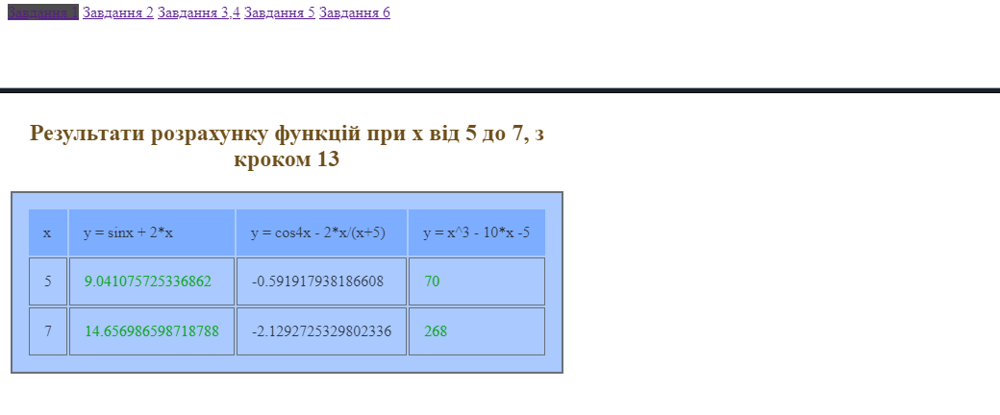 Завдання 1 Завдання 2 Завдання 3,4 Завдання 5 Завдання 6
Результати розрахунку функцій при x від 5 до 7, з
кроком 13
x y = sinx + 2*x y = cos4x - 2*x/(x+5) y = x^3 - 10*x -5
5 9.041075725336862 -0.591917938186608 70
7 14.656986598718788 -2.1292725329802336 268